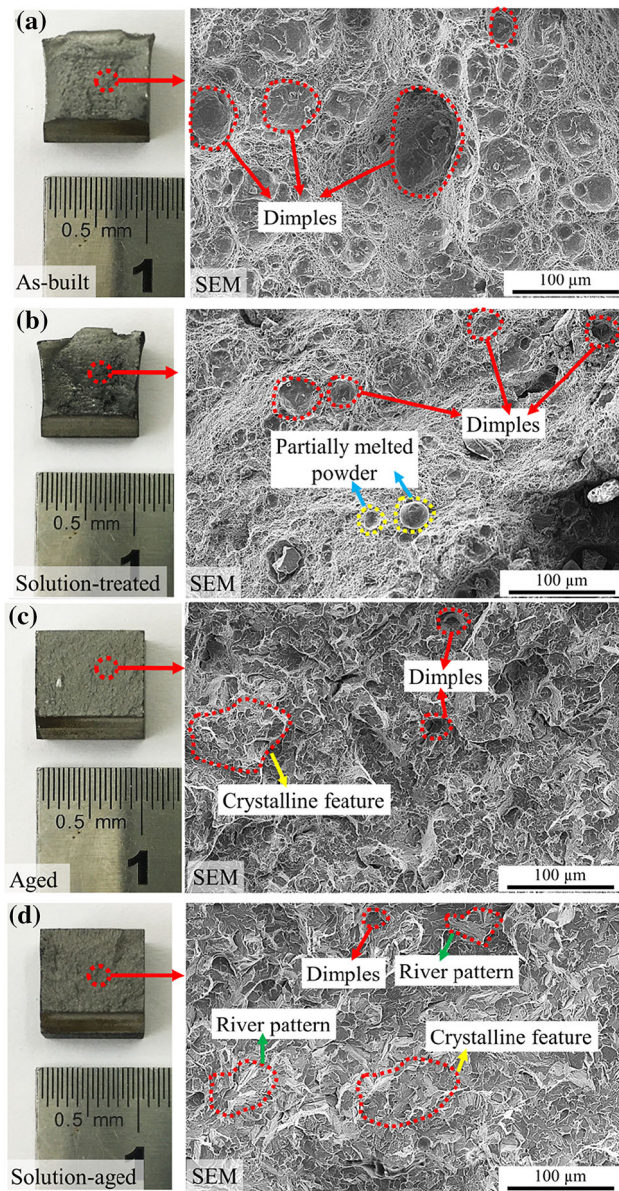 (a)
Dimples
0.5 mm
1
As-built
SEM
100 µm
(b)
Dimples
Partially melted
powder
0.5 mm
1
Solution-treated
SEM
100 µm
(c)
Dimples
Crystalline feature
0.5 mm
1
Aged
SEM
100 µm
(d)
Dimples
River pattern
River pattern
Crystalline feature
0.5 mm
1
Solution-aged
SEM
100 µm